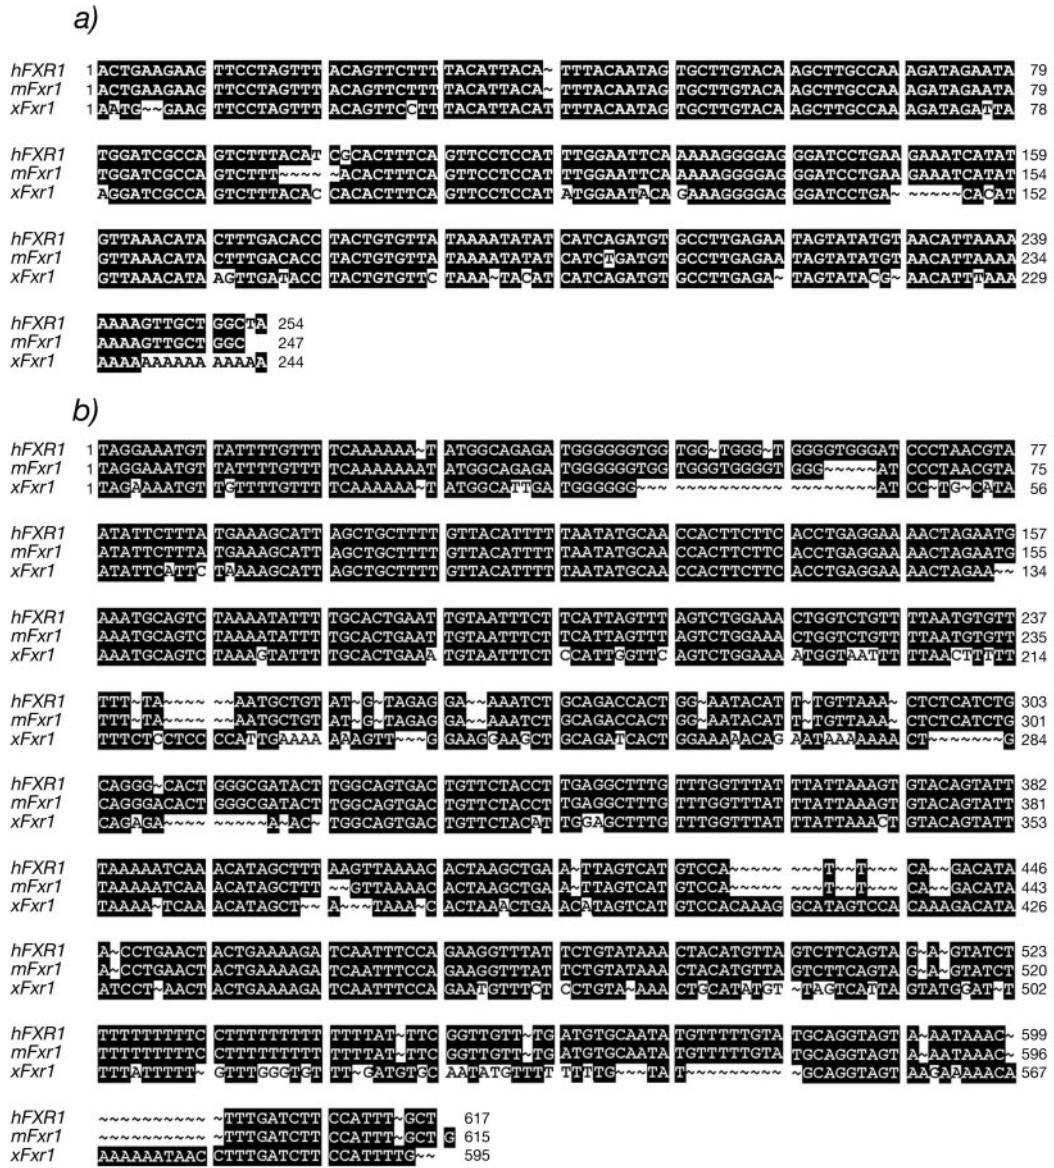 a)
hFXR1 1 ACTGAAGAAG TTCCTAGTTT ACAGTTCTTT TACATTACA~ TTTACAATAG TGCTTGTACA AGCTTGCCAA AGATAGAATA 79
mFxr1 1 ACTGAAGAAG TTCCTAGTTT ACAGTTCTTT TACATTACA~ TTTACAATAG TGCTTGTACA AGCTTGCCAA AGATAGAATA 79
xFxr1 1 AATG~~GAAG TTCCTAGTTT ACAGTTCCTT TACATTACAT TTTACAATAG TGCTTGTACA AGCTTGCCAA AGATAGATTA 78
hFXR1 TGGATCGCCA GTCTTTACAT CGCACTTTCA GTTCCTCCAT TTGGAATTCA AAAAGGGGAG GGATCCTGAA GAAATCATAT 159
mFxr1 TGGATCGCCA GTCTTT~~~~ ~ACACTTTCA GTTCCTCCAT TTGGAATTCA AAAAGGGGAG GGATCCTGAA GAAATCATAT 154
xFxr1 AGGATCGCCA GTCTTTACAC CACACTTTCA GTTCCTCCAT ATGGAATACA GAAAGGGGAG GGATCCTGA~ ~~~~~CACAT 152
hFXR1 GTTAAACATA CTTTGACACC TACTGTGTTA TAAAATATAT CATCAGATGT GCCTTGAGAA TAGTATATGT AACATTAAAA 239
mFxr1 GTTAAACATA CTTTGACACC TACTGTGTTA TAAAATATAT CATCTGATGT GCCTTGAGAA TAGTATATGT AACATTAAAA 234
xFxr1 GTTAAACATA AGTTGATACC TACTGTGTTC TAAA~TACAT CATCAGATGT GCCTTGAGA~ TAGTATACG~ AACATTTAAA 229
hFXR1 AAAAGTTGCT GGCTA 254
mFxr1 AAAAGTTGCT GGC 247
xFxr1 AAAAAAAAAA AAAAA 244
b)
hFXR1 1 TAGGAAATGT TATTTTGTTT TCAAAAAA~T ATGGCAGAGA TGGGGGGTGG TGG~TGGG~T GGGGTGGGAT CCCTAACGTA 77
mFxr1 1 TAGGAAATGT TATTTTGTTT TCAAAAAAAT ATGGCAGAGA TGGGGGGTGG TGGGTGGGGT GGG~~~~~AT CCCTAACGTA 75
xFxr1 1 TAGAAAATGT TGTTTTGTTT TCAAAAAA~T ATGGCATTGA TGGGGGG~~~ ~~~~~~~~~~ ~~~~~~~~AT CC~TG~CATA 56
hFXR1 ATATTCTTTA TGAAAGCATT AGCTGCTTTT GTTACATTTT TAATATGCAA CCACTTCTTC ACCTGAGGAA AACTAGAATG 157
mFxr1 ATATTCTTTA TGAAAGCATT AGCTGCTTTT GTTACATTTT TAATATGCAA CCACTTCTTC ACCTGAGGAA AACTAGAATG 155
xFxr1 ATATTCATTC TAAAAGCATT AGCTGCTTTT GTTACATTTT TAATATGCAA CCACTTCTTC ACCTGAGGAA AACTAGAA~~ 134
hFXR1 AAATGCAGTC TAAAATATTT TGCACTGAAT TGTAATTTCT TCATTAGTTT AGTCTGGAAA CTGGTCTGTT TTAATGTGTT 237
mFxr1 AAATGCAGTC TAAAATATTT TGCACTGAAT TGTAATTTCT TCATTAGTTT AGTCTGGAAA CTGGTCTGTT TTAATGTGTT 235
xFxr1 AAATGCAGTC TAAAGTATTT TGCACTGAAA TGTAATTTCT CCATTGGTTC AGTCTGGAAA ATGGTAATTT TTAACTTTTT 214
hFXR1 TTT~TA~~~~ ~~AATGCTGT AT~G~TAGAG GA~~AAATCT GCAGACCACT GG~AATACAT T~TGTTAAA~ CTCTCATCTG 303
mFxr1 TTT~TA~~~~ ~~AATGCTGT AT~G~TAGAG GA~~AAATCT GCAGACCACT GG~AATACAT T~TGTTAAA~ CTCTCATCTG 301
xFxr1 TTTCTCCTCC CCATTGAAAA AAAGTT~~~G GAAGGAAGCT GCAGATCACT GGAAAAACAG AATAAAAAAA CT~~~~~~~G 284
hFXR1 CAGGG~CACT GGGCGATACT TGGCAGTGAC TGTTCTACCT TGAGGCTTTG TTTGGTTTAT TTATTAAAGT GTACAGTATT 382
mFxr1 CAGGGACACT GGGCGATACT TGGCAGTGAC TGTTCTACCT TGAGGCTTTG TTTGGTTTAT TTATTAAAGT GTACAGTATT 381
xFxr1 CAGAGA~~~~ ~~~~~A~AC~ TGGCAGTGAC TGTTCTACAT TGGAGCTTTG TTTGGTTTAT TTATTAAACT GTACAGTATT 353
hFXR1 TAAAAATCAA ACATAGCTTT AAGTTAAAAC ACTAAGCTGA A~TTAGTCAT GTCCA~~~~~ ~~~T~~T~~~ CA~~GACATA 446
mFxr1 TAAAAATCAA ACATAGCTTT ~~GTTAAAAC ACTAAGCTGA A~TTAGTCAT GTCCA~~~~~ ~~~T~~T~~~ CA~~GACATA 443
xFxr1 TAAAA~TCAA ACATAGCT~~ A~~~TAAA~C ACTAAACTGA ACATAGTCAT GTCCACAAAG GCATAGTCCA CAAAGACATA 426
hFXR1 A~CCTGAACT ACTGAAAAGA TCAATTTCCA GAAGGTTTAT TCTGTATAAA CTACATGTTA GTCTTCAGTA G~A~GTATCT 523
mFxr1 A~CCTGAACT ACTGAAAAGA TCAATTTCCA GAAGGTTTAT TCTGTATAAA CTACATGTTA GTCTTCAGTA G~A~GTATCT 520
xFxr1 ATCCT~AACT ACTGAAAAGA TCAATTTCCA GAATGTTTCT CCTGTA~AAA CTGCATATGT ~TAGTCATTA GTATGGAT~T 502
hFXR1 TTTTTTTTTC CTTTTTTTTT TTTTAT~TTC GGTTGTT~TG ATGTGCAATA TGTTTTTGTA TGCAGGTAGT A~AATAAAC~ 599
mFxr1 TTTTTTTTTC CTTTTTTTTT TTTTAT~TTC GGTTGTT~TG ATGTGCAATA TGTTTTTGTA TGCAGGTAGT A~AATAAAC~ 596
xFxr1 TTTATTTTT~ GTTTGGGTGT TT~GATGTGC AATATGTTTT TTTTG~~~TA T~~~~~~~~~ GCAGGTAGTA AGAAAAACA 567
hFXR1 ~~~~~~~~~~ ~TTTGATCTT CCATTT~GCT 617
mFxr1 ~~~~~~~~~~ ~TTTGATCTT CCATTT~GCT G 615
xFxr1 AAAAAATAAC CTTTGATCTT CCATTTTG~~ 595